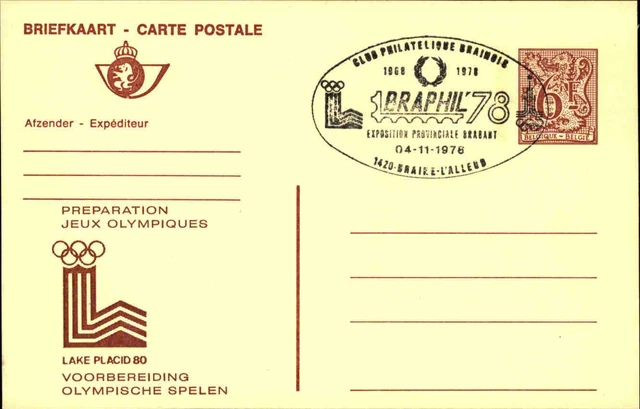 BRIEFKAART - CARTE POSTALE
Afzender - Expéditeur
CLUB PHILATELIQUE BRAINOIS
1968 1978
BRAPHIL'78
EXPOSITION PROVINCIALE BRABANT
04-11-1978
1420-BRAINE-L'ALLEUD
6F
BELGIQUE - BELGIE
PREPARATION
JEUX OLYMPIQUES
LAKE PLACID 80
VOORBEREIDING
OLYMPISCHE SPELEN